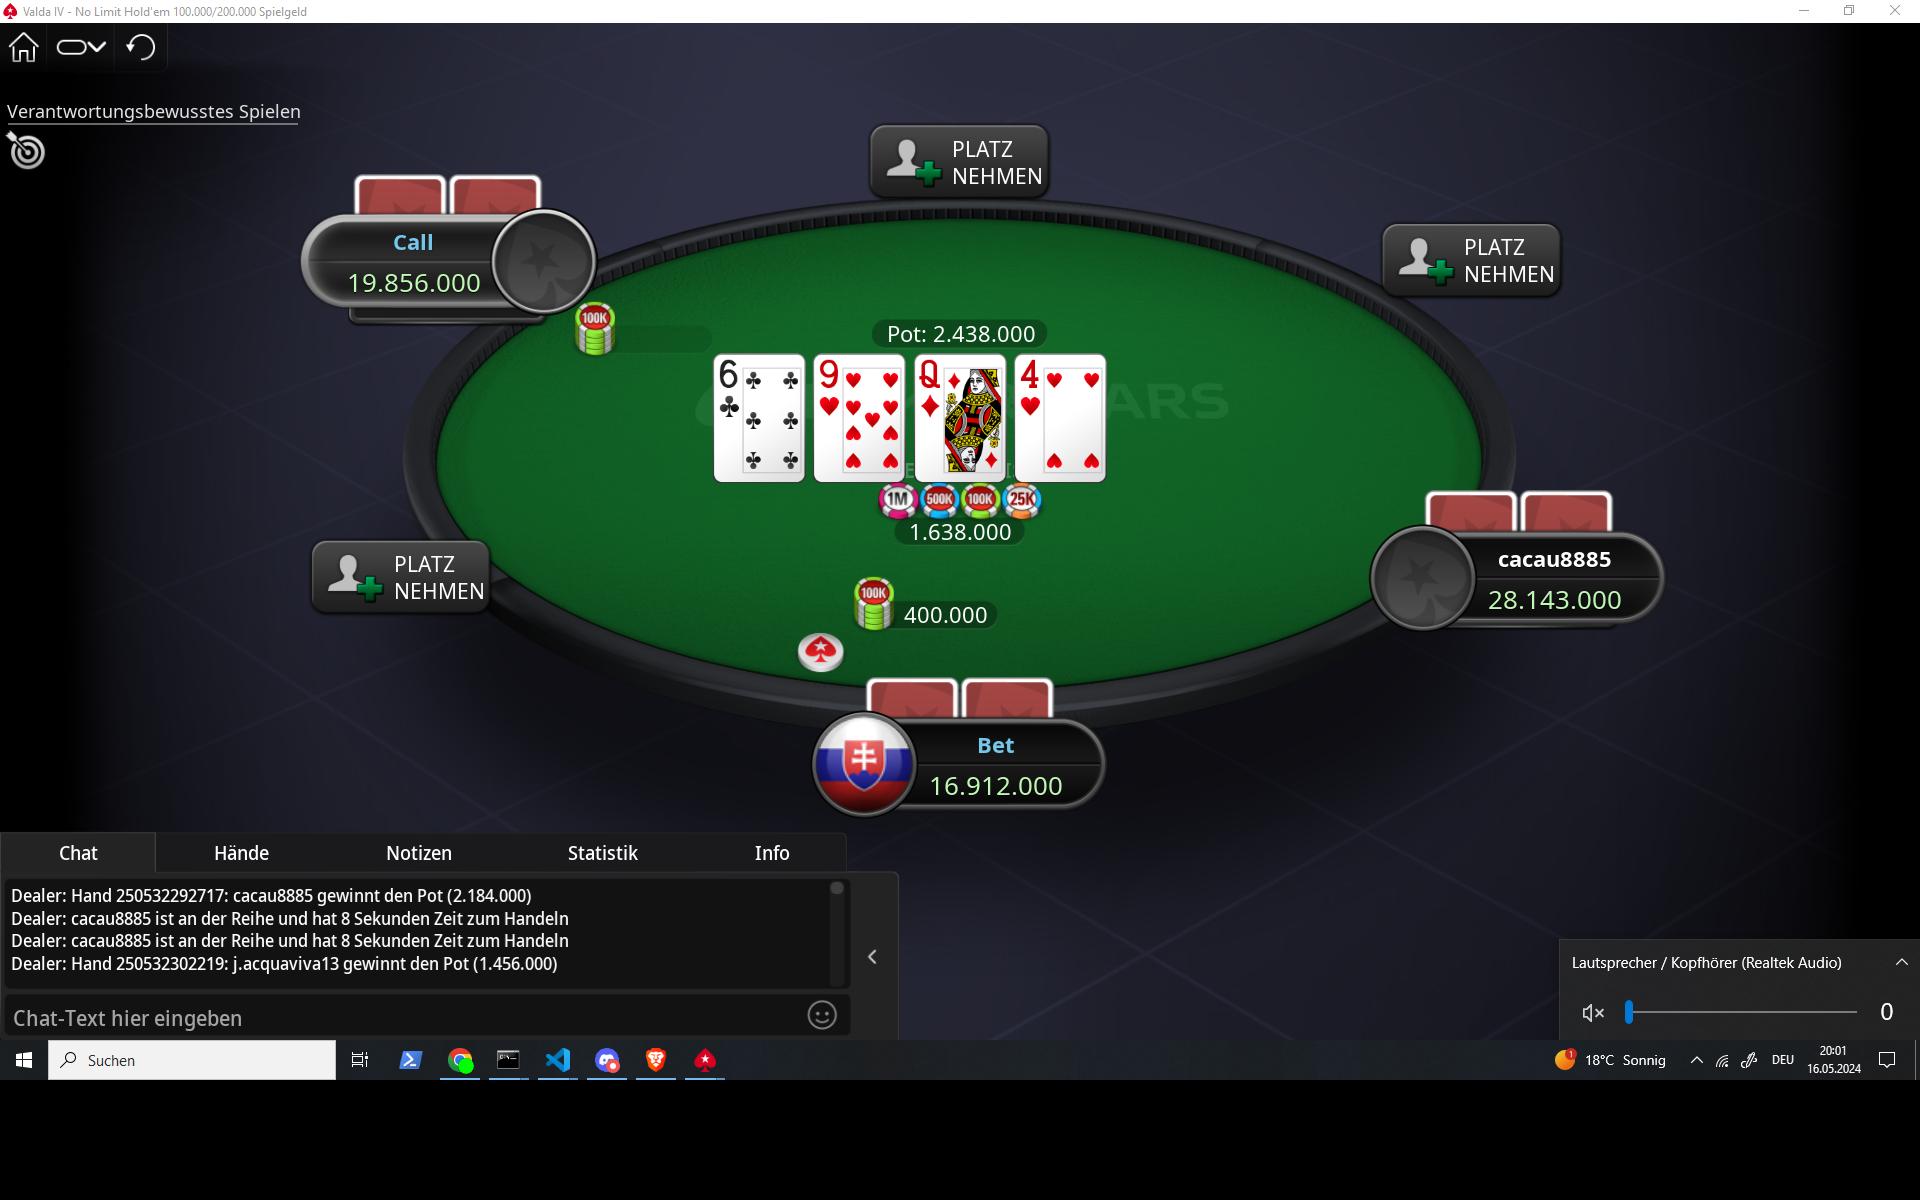 Valda IV - No Limit Hold'em 100.000/200.000 Spielgeld
Verantwortungsbewusstes Spielen
PLATZ
NEHMEN
PLATZ
NEHMEN
Call
19.856.000
100K
Pot: 2.438.000
6
9
Q
4
ARS
1M
500K
100K
25K
1.638.000
cacau8885
28.143.000
PLATZ
NEHMEN
100K
400.000
Bet
16.912.000
Chat
Hände
Notizen
Statistik
Info
Dealer: Hand 250532292717: cacau8885 gewinnt den Pot (2.184.000)
Dealer: cacau8885 ist an der Reihe und hat 8 Sekunden Zeit zum Handeln
Dealer: cacau8885 ist an der Reihe und hat 8 Sekunden Zeit zum Handeln
Dealer: Hand 250532302219: j.acquaviva13 gewinnt den Pot (1.456.000)
Chat-Text hier eingeben
Lautsprecher / Kopfhörer (Realtek Audio)
0
Suchen
1
18°C Sonnig
DEU
20:01
16.05.2024